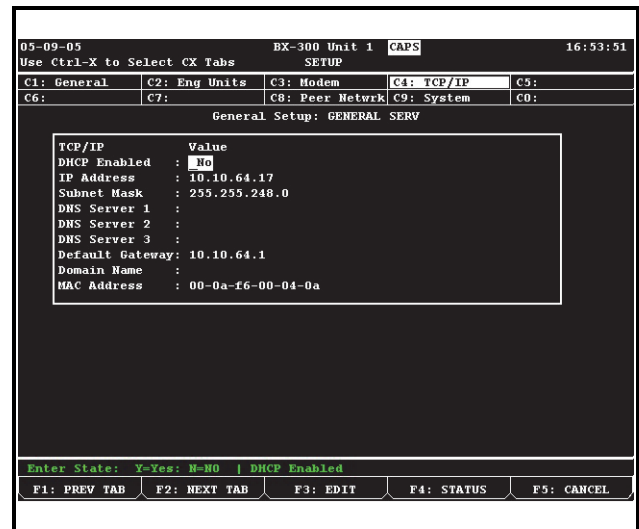 05-09-05 BX-300 Unit 1 CAPS 16:53:51
Use Ctrl-X to Select CX Tabs SETUP
C1: General C2: Eng Units C3: Modem C4: TCP/IP C5:
C6: C7: C8: Peer Netwrk C9: System C0:
General Setup: GENERAL SERV
TCP/IP Value
DHCP Enabled : No
IP Address : 10.10.64.17
Subnet Mask : 255.255.248.0
DNS Server 1 :
DNS Server 2 :
DNS Server 3 :
Default Gateway: 10.10.64.1
Domain Name :
MAC Address : 00-0a-f6-00-04-0a
Enter State: Y=Yes: N=NO | DHCP Enabled
F1: PREV TAB F2: NEXT TAB F3: EDIT F4: STATUS F5: CANCEL